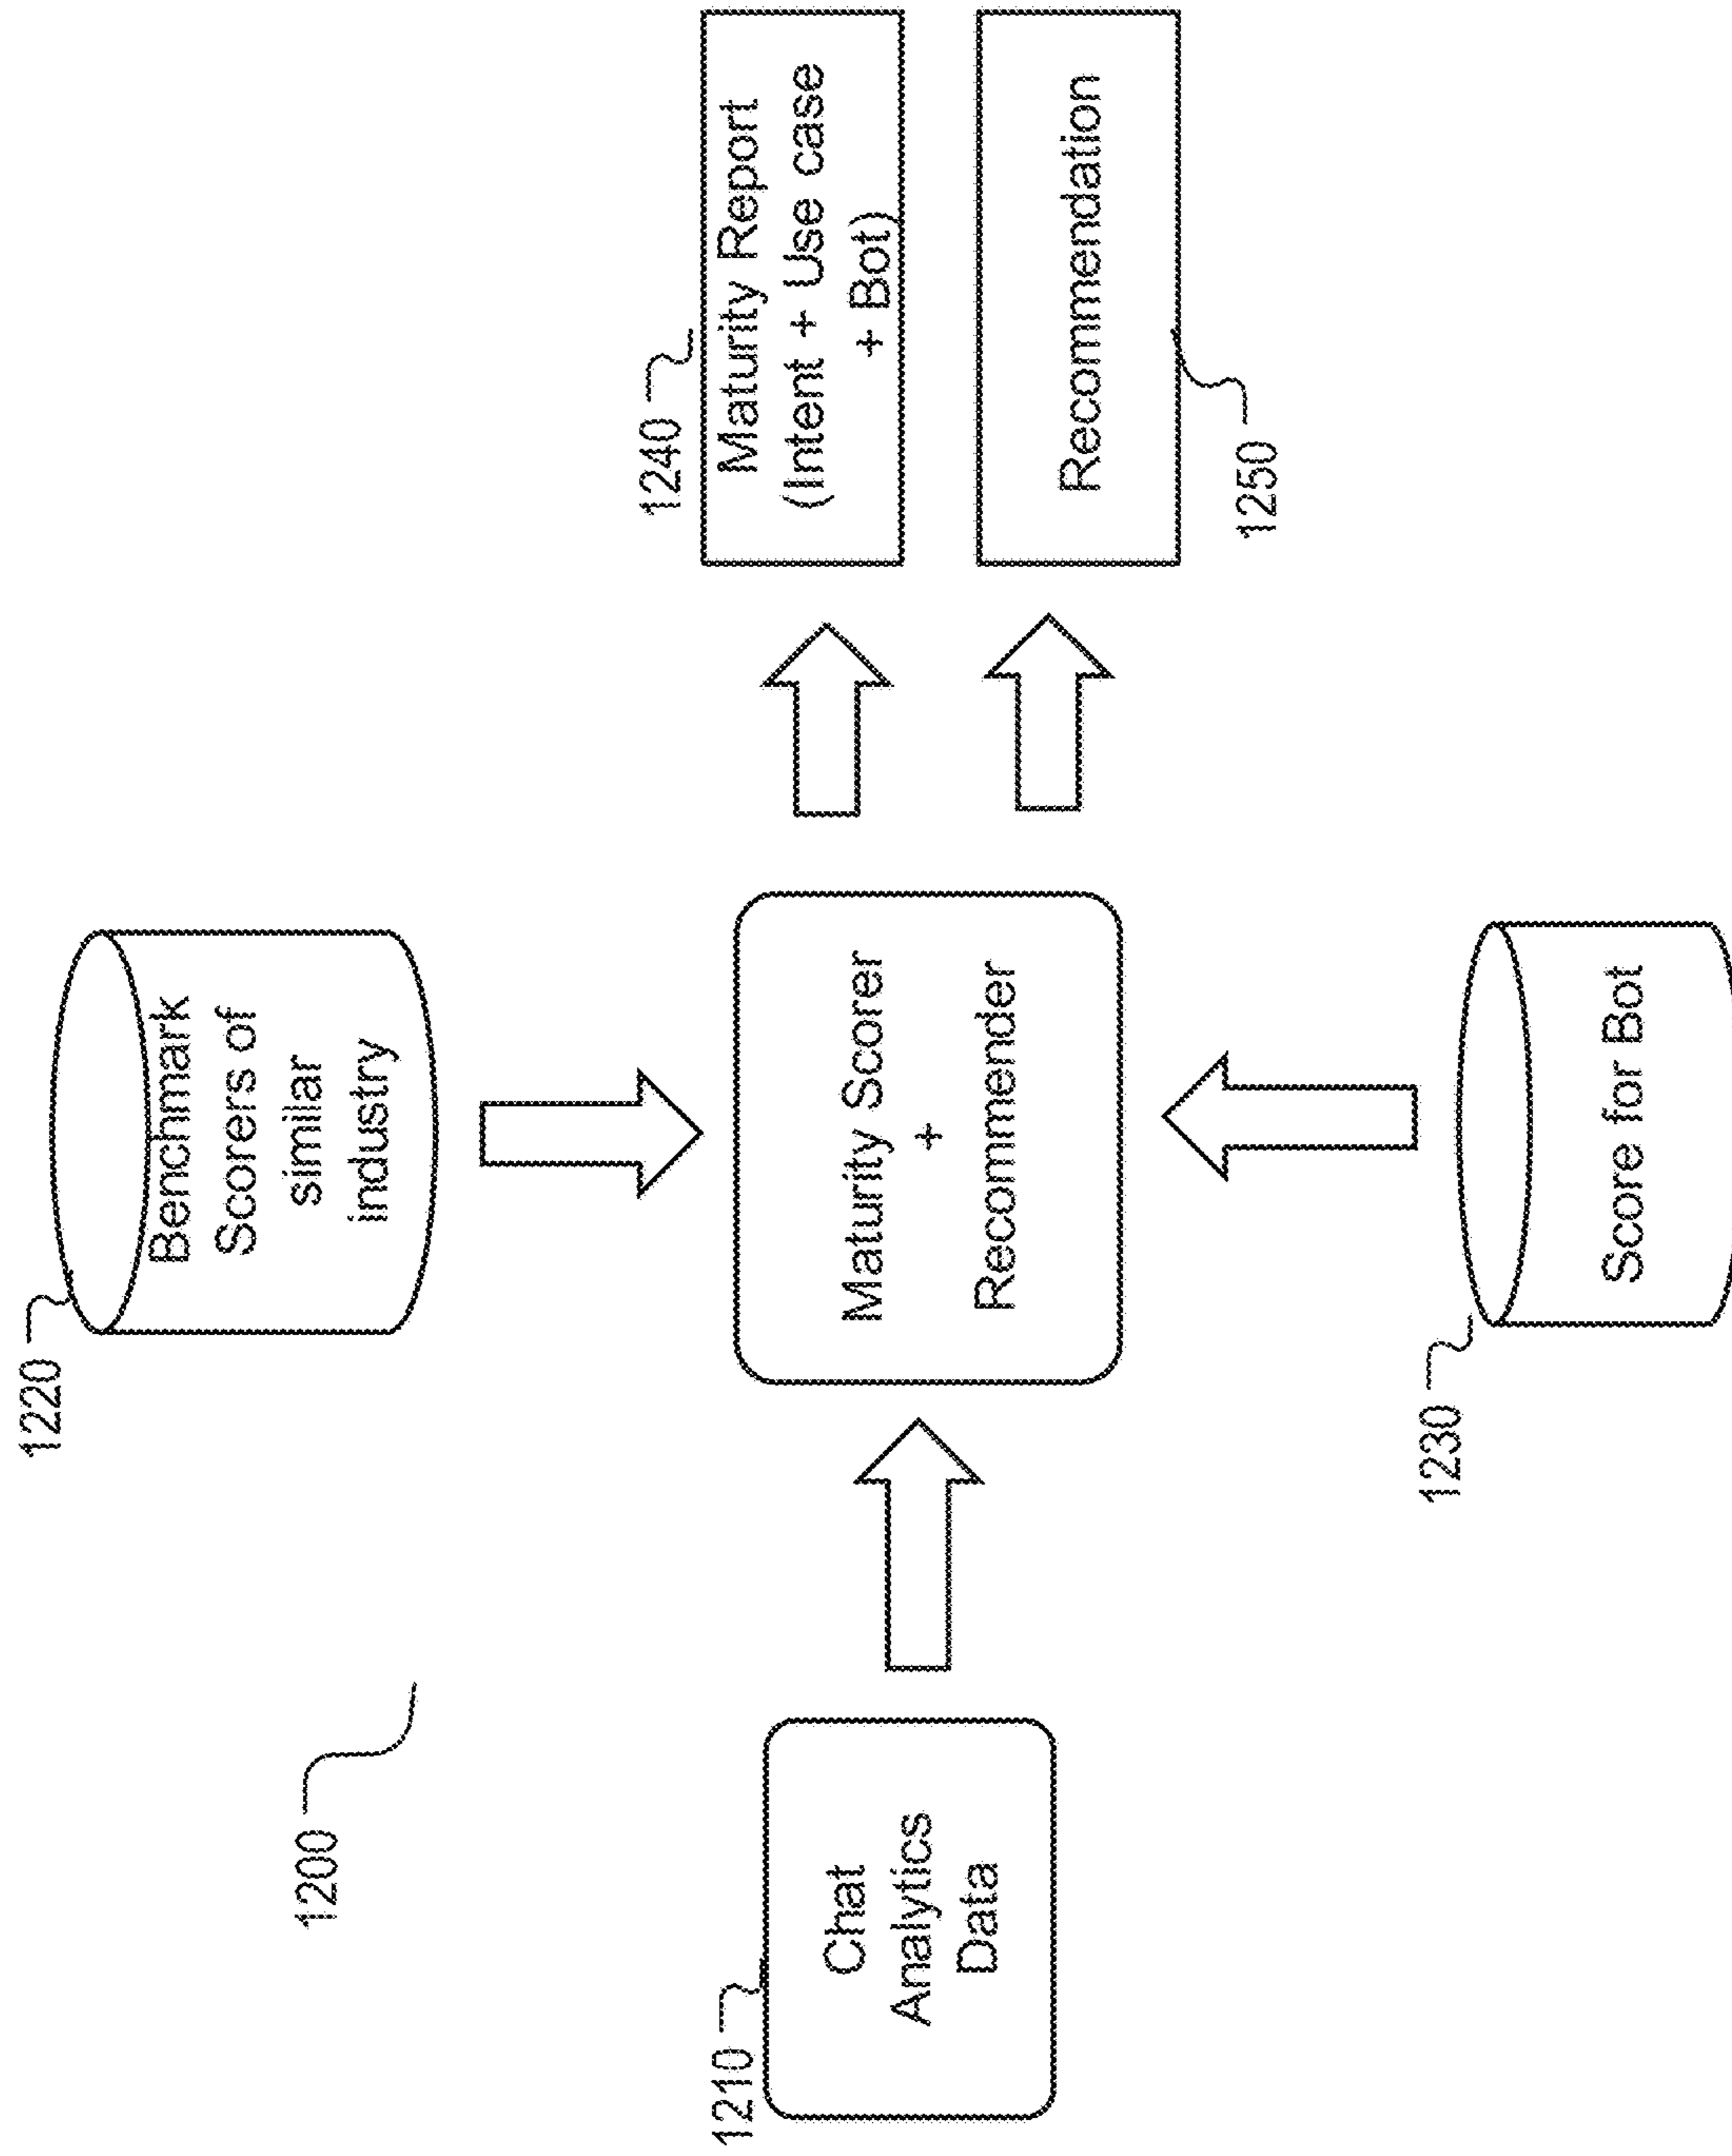 1200
1220
Benchmark
Scorers of
similar
industry
1210
Chat
Analytics
Data
Maturity Scorer
+
Recommender
1240
Maturity Report
(Intent + Use case
+ Bot)
Recommendation
1250
1230
Score for Bot